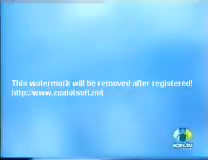 This watermark will be removed after registered!
http://www.zealotsoft.net